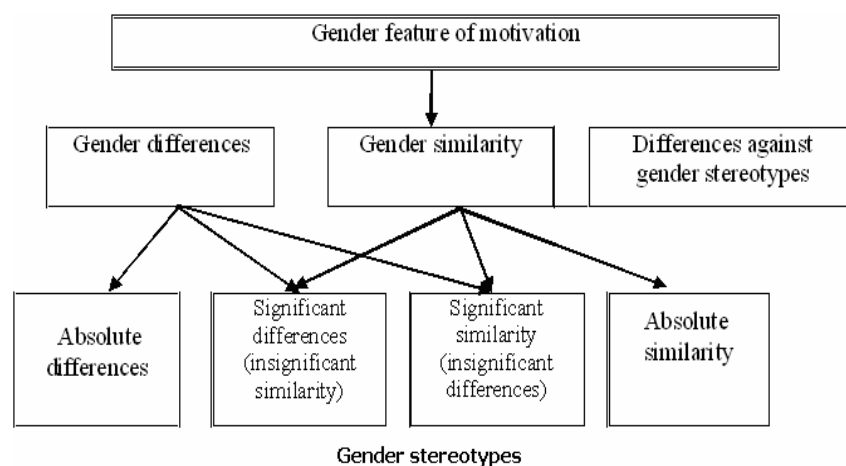 Gender feature of motivation
Gender differences
Gender similarity
Differences against
gender stereotypes
Absolute
differences
Significant
differences
(insignificant
similarity)
Significant
similarity
(insignificant
differences)
Absolute
similarity
Gender stereotypes